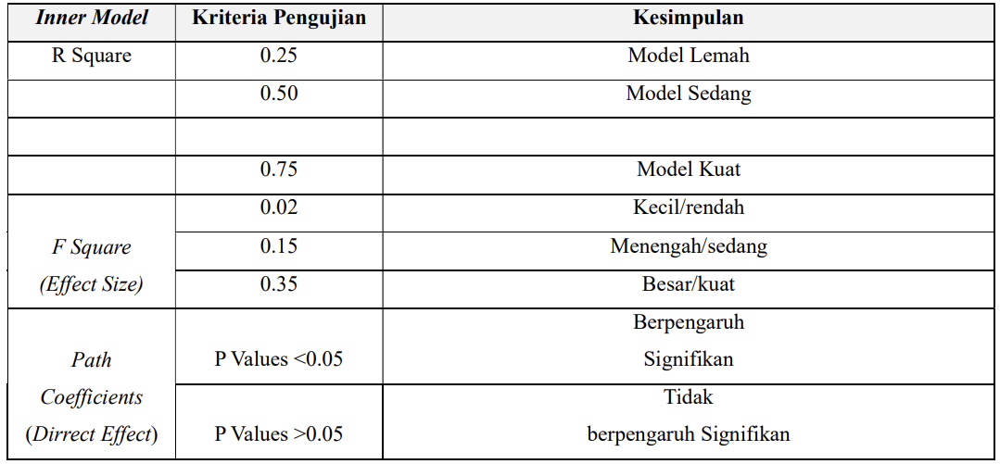 Inner Model Kriteria Pengujian Kesimpulan
R Square 0.25 Model Lemah
0.50 Model Sedang
0.75 Model Kuat
0.02 Kecil/rendah
F Square 0.15 Menengah/sedang
(Effect Size) 0.35 Besar/kuat
Berpengaruh
Path P Values <0.05 Signifikan
Coefficients Tidak
(Dirrect Effect) P Values >0.05 berpengaruh Signifikan